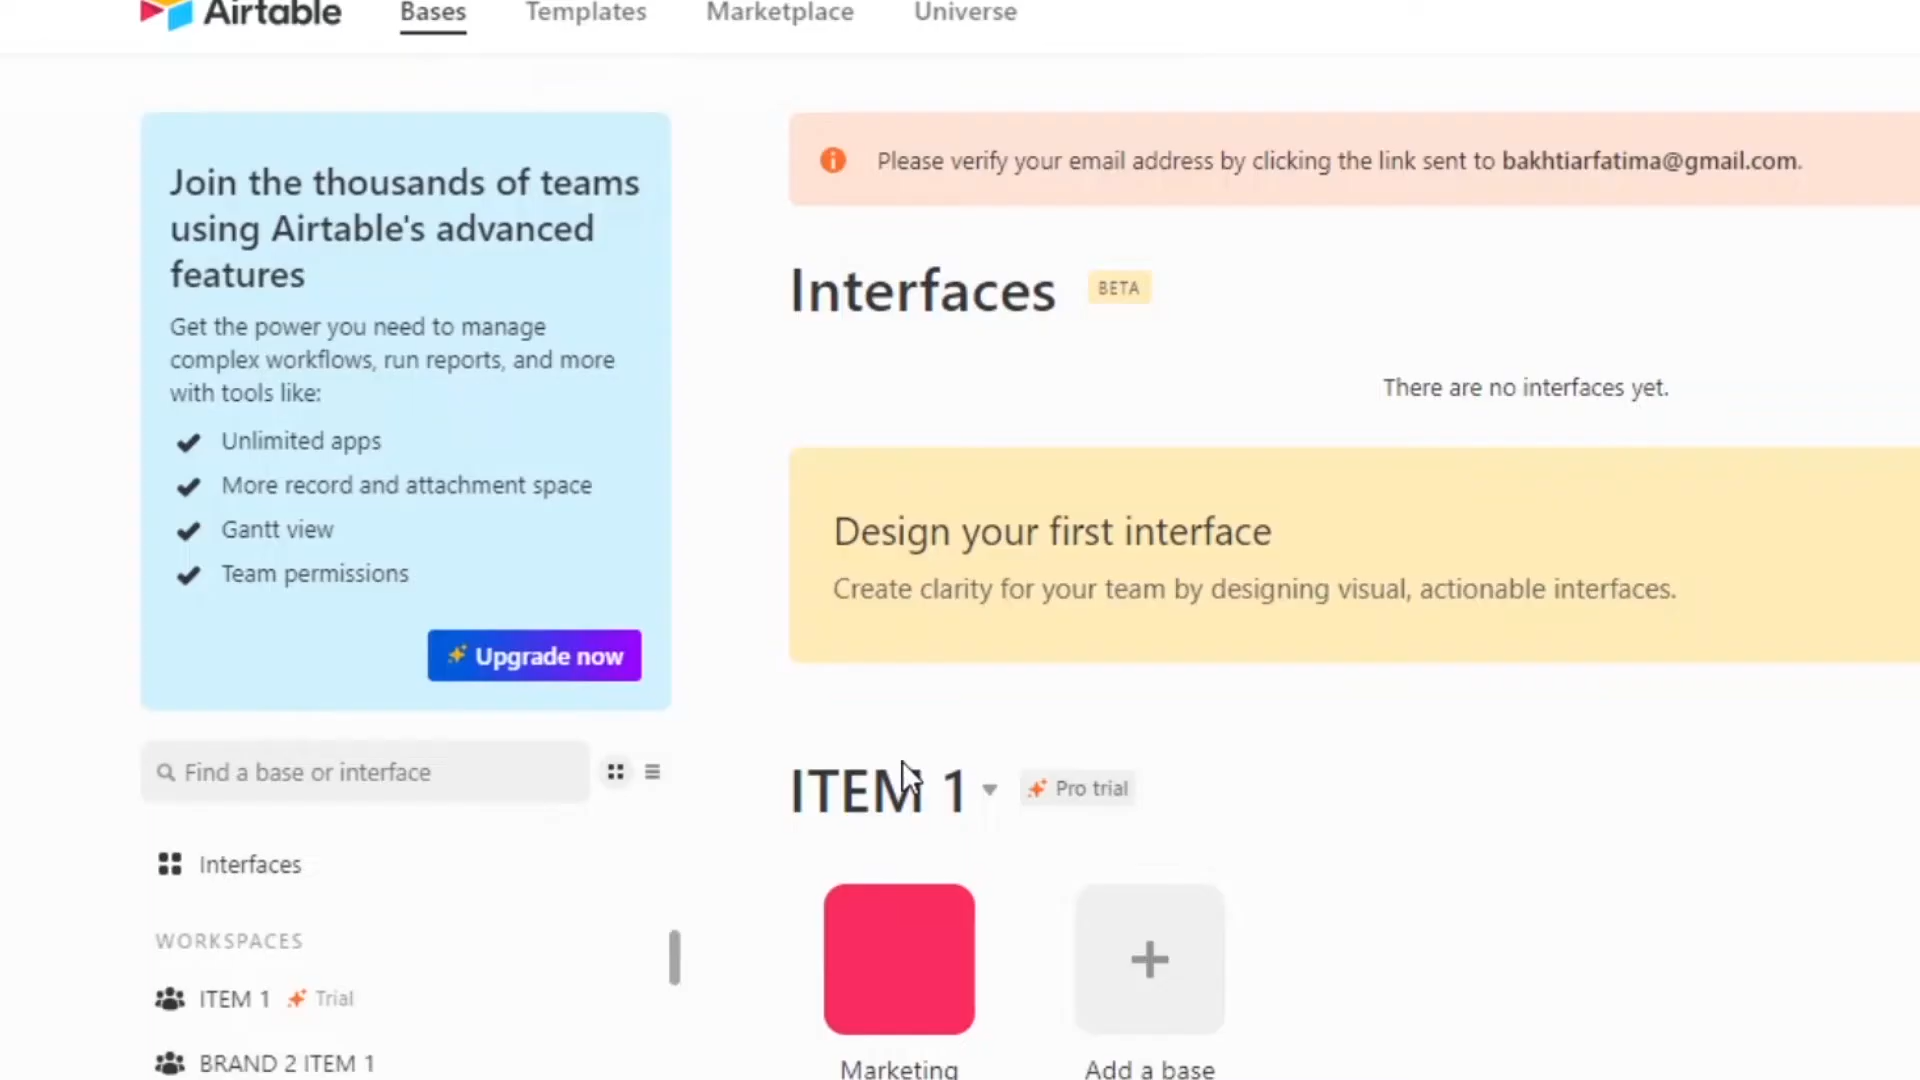 Airtable
Bases
Templates
Marketplace
Universe
Join the thousands of teams
using Airtable's advanced
features
Get the power you need to manage
complex workflows, run reports, and more
with tools like:
Unlimited apps
More record and attachment space
Gantt view
Team permissions
Upgrade now
Find a base or interface
Interfaces
WORKSPACES
ITEM 1 Trial
BRAND 2 ITEM 1
Please verify your email address by clicking the link sent to bakhtiarfatima@gmail.com.
Interfaces BETA
There are no interfaces yet.
Design your first interface
Create clarity for your team by designing visual, actionable interfaces.
ITEM 1 Pro trial
Marketing
Add a base